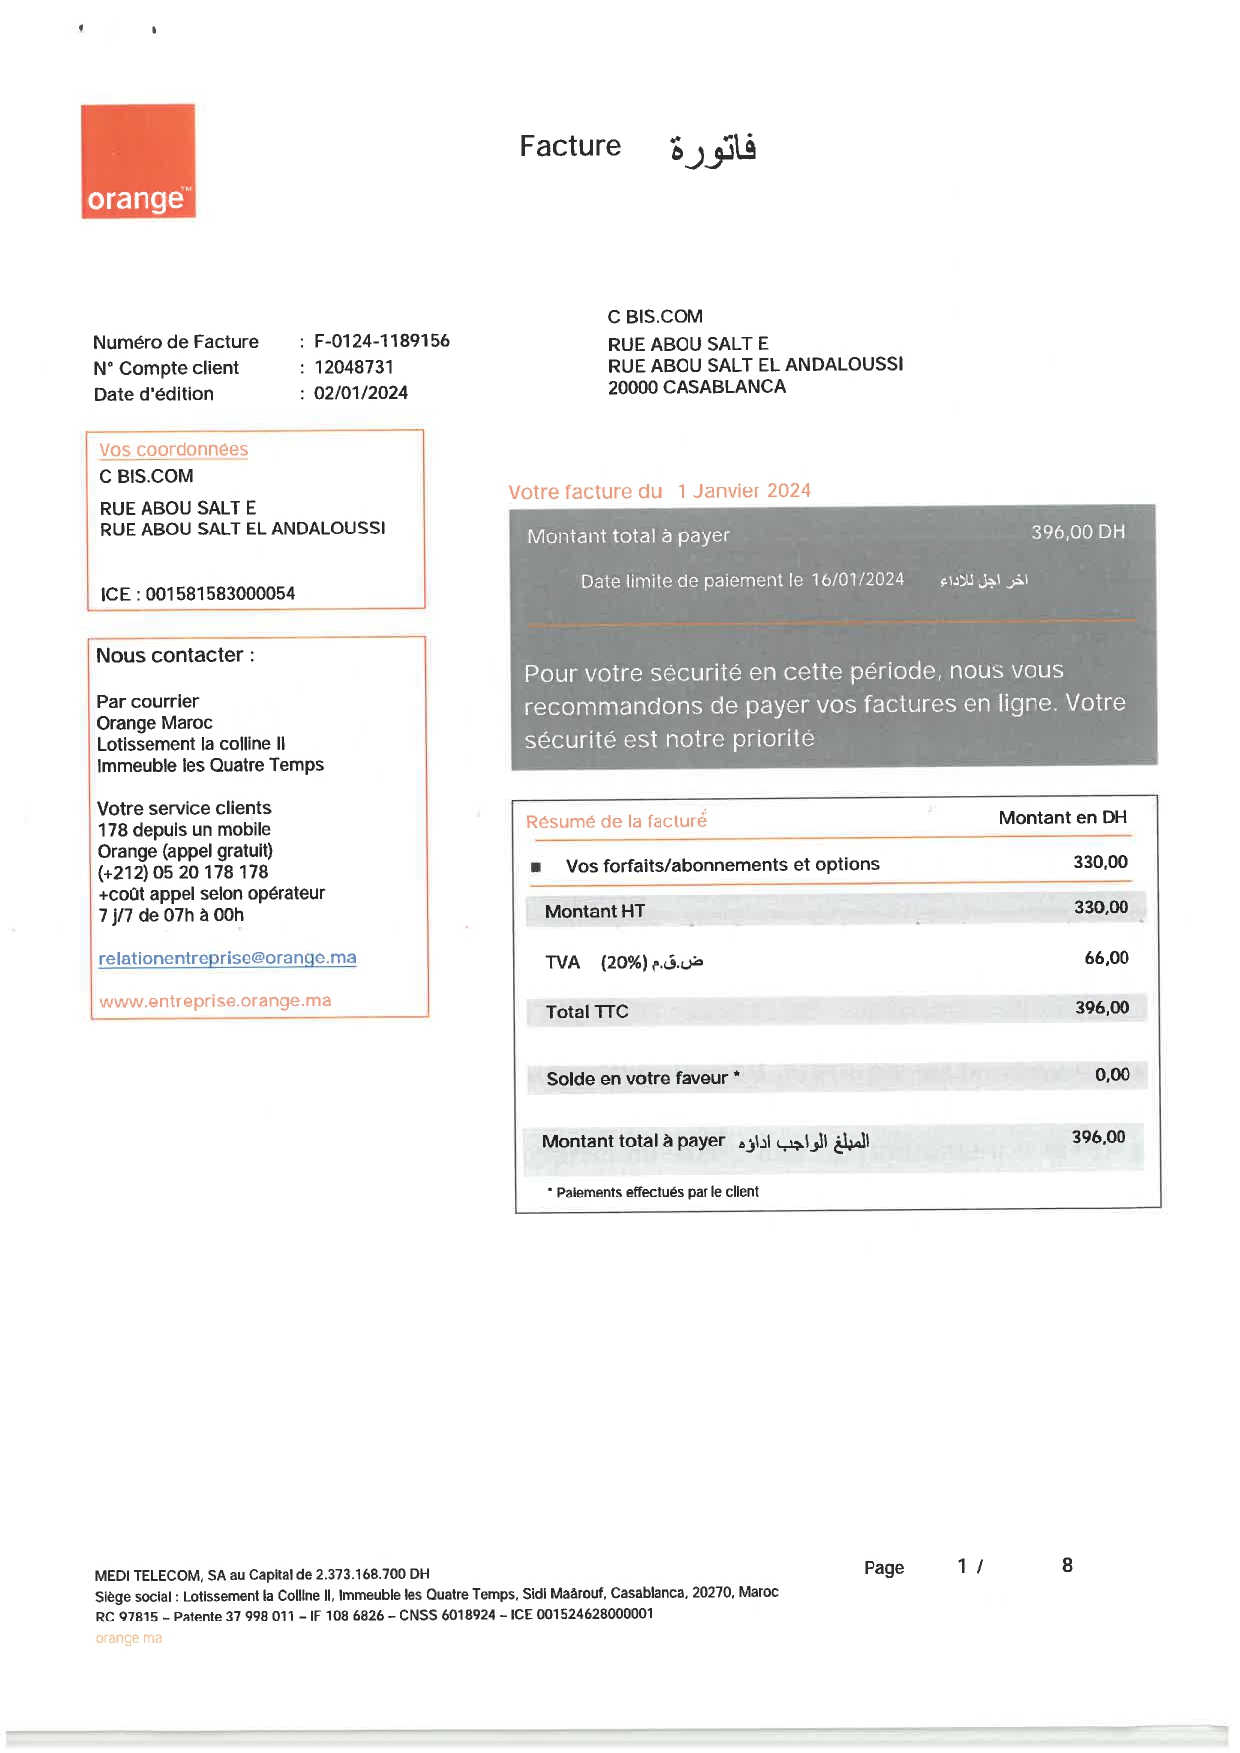 orange™
Facture فاتورة
Numéro de Facture : F-0124-1189156
N° Compte client : 12048731
Date d'édition : 02/01/2024
C BIS.COM
RUE ABOU SALT E
RUE ABOU SALT EL ANDALOUSSI
20000 CASABLANCA
Vos coordonnées
C BIS.COM
RUE ABOU SALT E
RUE ABOU SALT EL ANDALOUSSI
ICE : 001581583000054
Nous contacter :
Par courrier
Orange Maroc
Lotissement la colline II
Immeuble les Quatre Temps
Votre service clients
178 depuis un mobile
Orange (appel gratuit)
(+212) 05 20 178 178
+coût appel selon opérateur
7 j/7 de 07h à 00h
relationentreprise@orange.ma
www.entreprise.orange.ma
Votre facture du 1 Janvier 2024
Montant total à payer 396,00 DH
Date limite de paiement le 16/01/2024 اخر اجل للاداء
Pour votre sécurité en cette période, nous vous
recommandons de payer vos factures en ligne. Votre
sécurité est notre priorité
Résumé de la facture Montant en DH
■ Vos forfaits/abonnements et options 330,00
Montant HT 330,00
TVA (20%) ض.ق.م 66,00
Total TTC 396,00
Solde en votre faveur * 0,00
Montant total à payer المبلغ الواجب اداؤه 396,00
* Paiements effectués par le client
MEDI TELECOM, SA au Capital de 2.373.168.700 DH
Siège social : Lotissement la Colline II, Immeuble les Quatre Temps, Sidi Maârouf, Casablanca, 20270, Maroc
RC 97815 – Patente 37 998 011 – IF 108 6826 – CNSS 6018924 – ICE 001524628000001
orange ma
Page 1 / 8